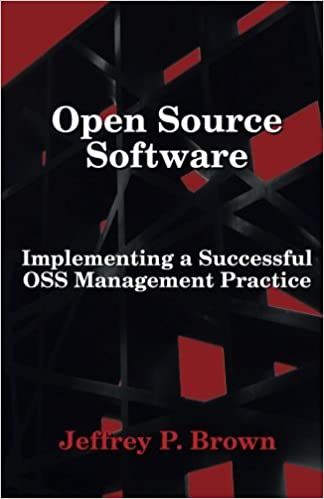 Open Source
Software
Implementing a Successful
OSS Management Practice
Jeffrey P. Brown